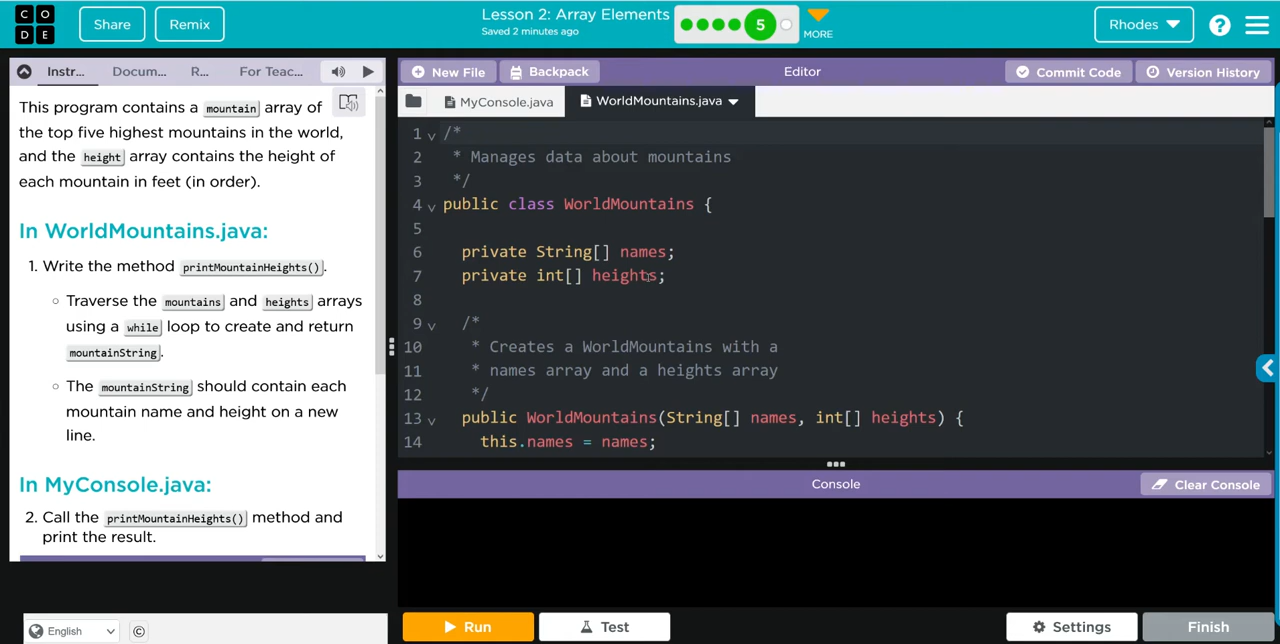 CO
DE
Share
Remix
Lesson 2: Array Elements
Saved 2 minutes ago
5
MORE
Rhodes
?
Instr...
Docum...
R...
For Teac...
New File
Backpack
Editor
Commit Code
Version History
MyConsole.java
WorldMountains.java
This program contains a mountain array of
the top five highest mountains in the world,
and the height array contains the height of
each mountain in feet (in order).
In WorldMountains.java:
1. Write the method printMountainHeights().
Traverse the mountains and heights arrays
using a while loop to create and return
mountainString.
The mountainString should contain each
mountain name and height on a new
line.
In MyConsole.java:
2. Call the printMountainHeights() method and
print the result.
1 /*
2 * Manages data about mountains
3 */
4 public class WorldMountains {
5
6 private String[] names;
7 private int[] heights;
8
9 /*
10 * Creates a WorldMountains with a
11 * names array and a heights array
12 */
13 public WorldMountains(String[] names, int[] heights) {
14 this.names = names;
Console
Clear Console
English
©
Run
Test
Settings
Finish